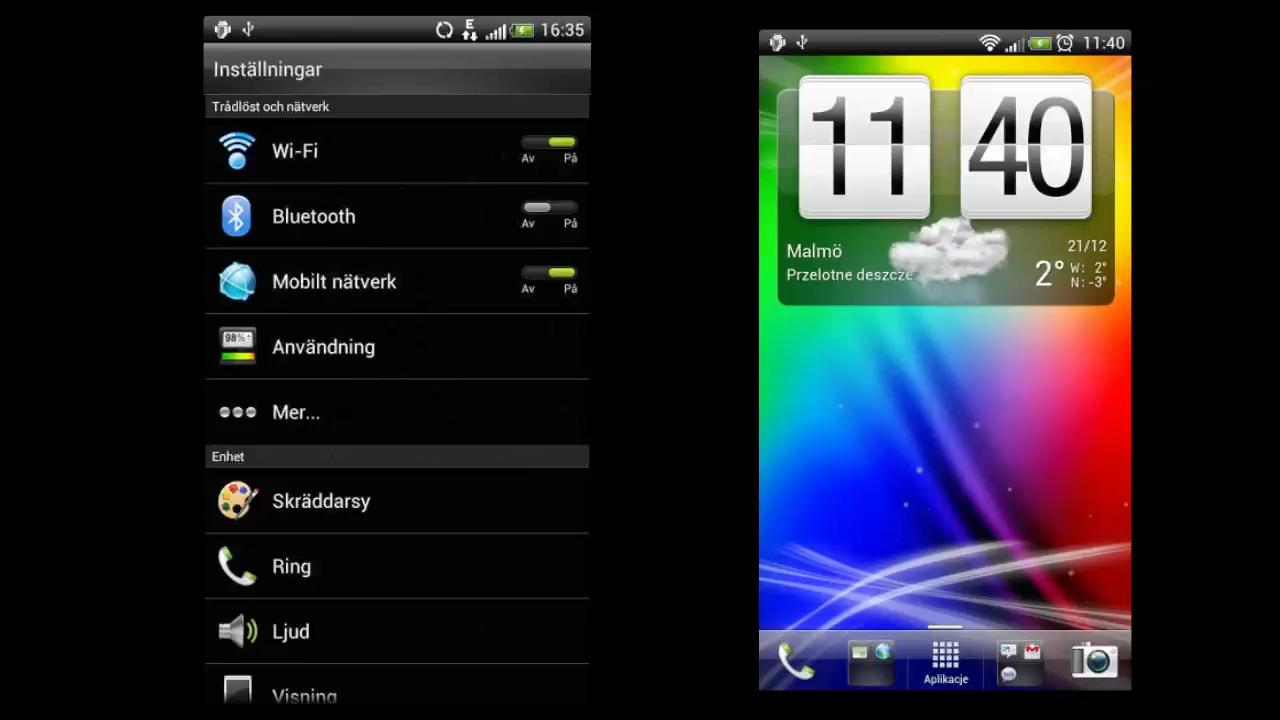 E
16:35
Inställningar
Trådlöst och nätverk
Wi-Fi
Av På
Bluetooth
Av På
Mobilt nätverk
Av På
98%
Användning
Mer...
Enhet
Skräddarsy
Ring
Ljud
Visning
11:40
11 40
Malmö
21/12
Przelotne deszcze
2° W: 2°
N: -3°
Aplikacje